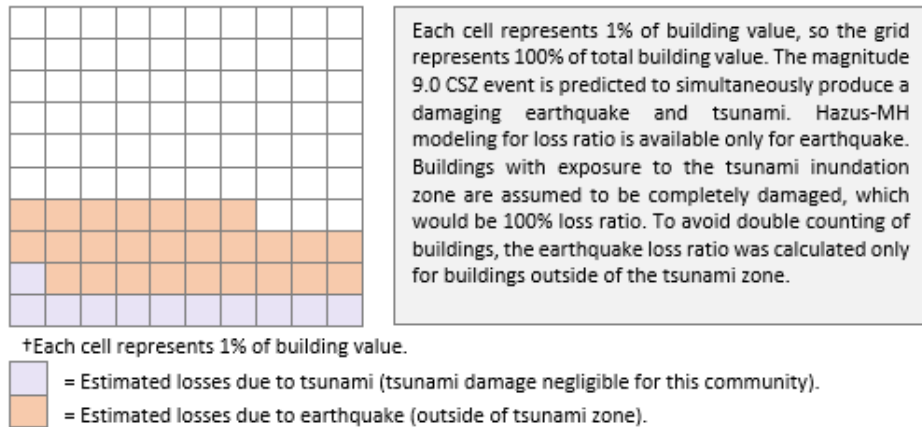 Each cell represents 1% of building value, so the grid
represents 100% of total building value. The magnitude
9.0 CSZ event is predicted to simultaneously produce a
damaging earthquake and tsunami. Hazus-MH
modeling for loss ratio is available only for earthquake.
Buildings with exposure to the tsunami inundation
zone are assumed to be completely damaged, which
would be 100% loss ratio. To avoid double counting of
buildings, the earthquake loss ratio was calculated only
for buildings outside of the tsunami zone.
†Each cell represents 1% of building value.
= Estimated losses due to tsunami (tsunami damage negligible for this community).
= Estimated losses due to earthquake (outside of tsunami zone).